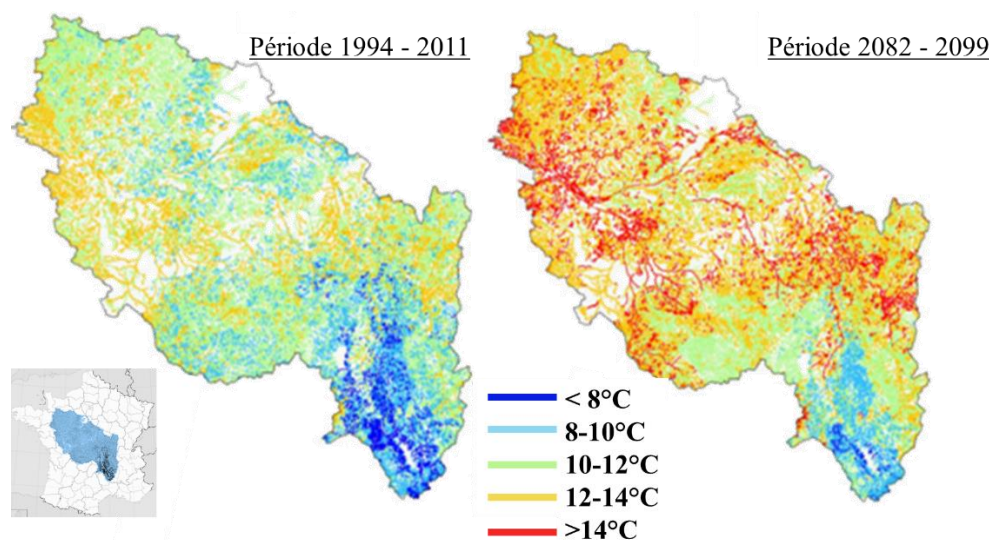 Période 1994 - 2011
Période 2082 - 2099
< 8°C
8-10°C
10-12°C
12-14°C
>14°C